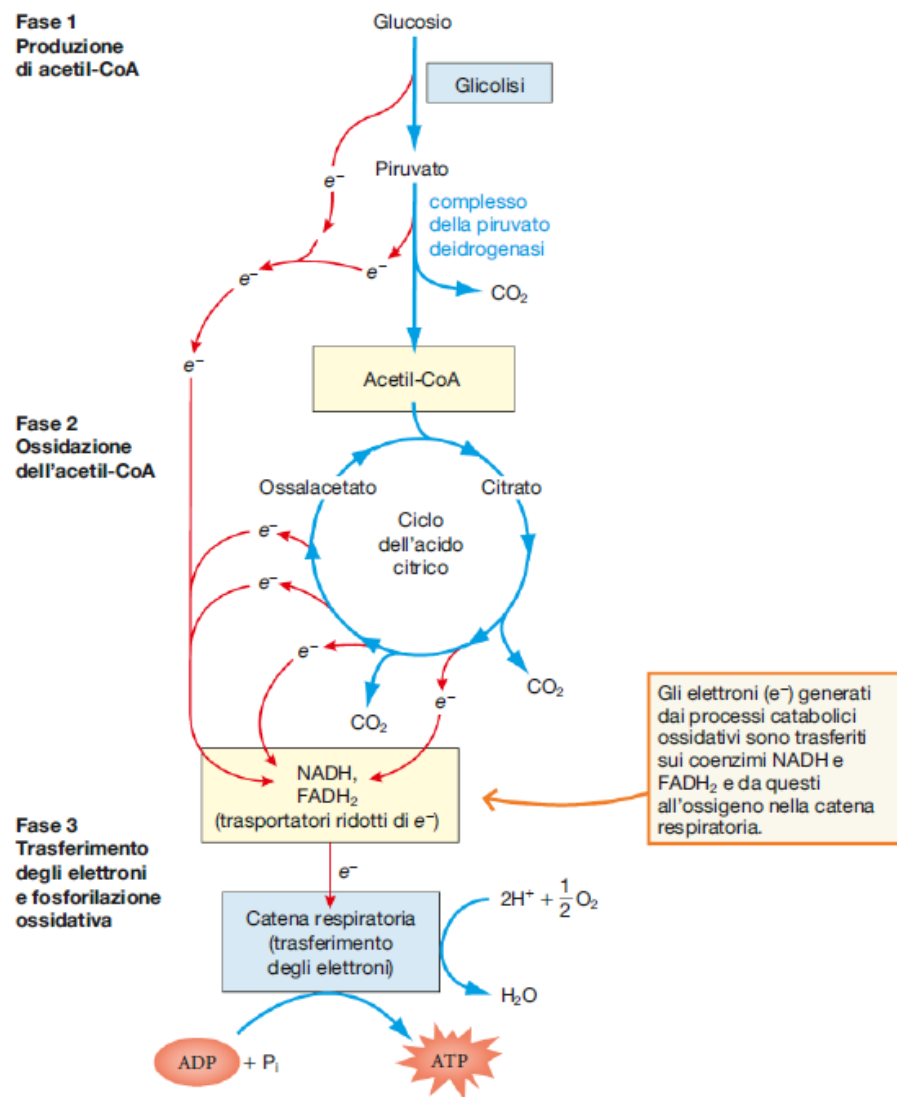 Fase 1
Produzione
di acetil-CoA
Glucosio
Glicolisi
Piruvato
e⁻
complesso
della piruvato
deidrogenasi
e⁻
e⁻
CO₂
e⁻
Acetil-CoA
Fase 2
Ossidazione
dell'acetil-CoA
Ossalacetato
Citrato
Ciclo
dell'acido
citrico
e⁻
e⁻
e⁻
e⁻
CO₂
CO₂
Gli elettroni (e⁻) generati
dai processi catabolici
ossidativi sono trasferiti
sui coenzimi NADH e
FADH₂ e da questi
all'ossigeno nella catena
respiratoria.
NADH,
FADH₂
(trasportatori ridotti di e⁻)
Fase 3
Trasferimento
degli elettroni
e fosforilazione
ossidativa
e⁻
Catena respiratoria
(trasferimento
degli elettroni)
2H⁺ + 1/2 O₂
H₂O
ADP + Pᵢ
ATP